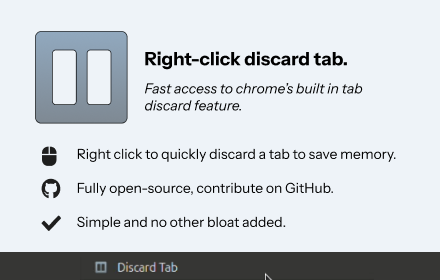 Right-click discard tab.
Fast access to chrome's built in tab
discard feature.
Right click to quickly discard a tab to save memory.
Fully open-source, contribute on GitHub.
Simple and no other bloat added.
Discard Tab